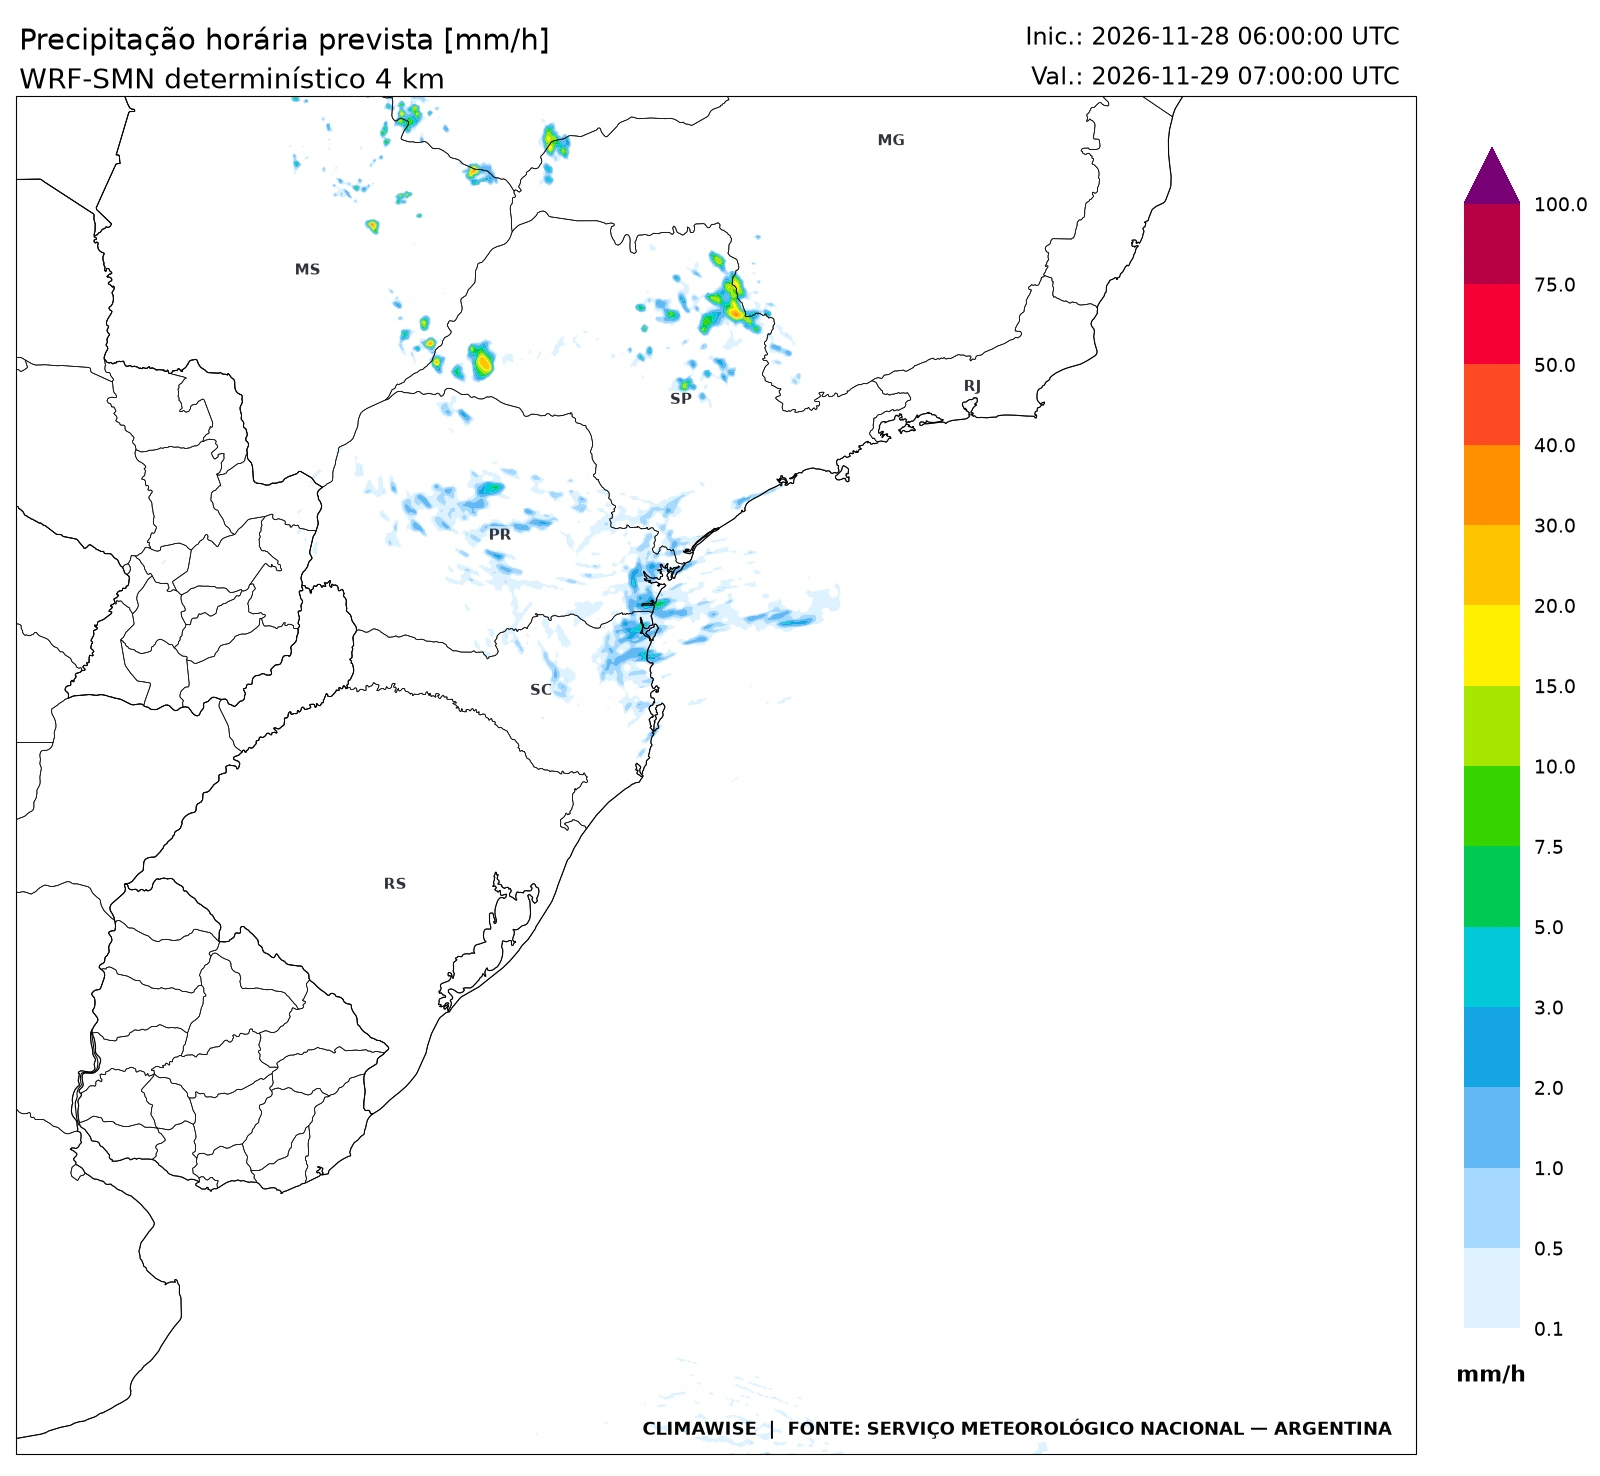 Precipitação horária prevista [mm/h]
WRF-SMN determinístico 4 km
Inic.: 2026-11-28 06:00:00 UTC
Val.: 2026-11-29 07:00:00 UTC
MG
MS
RJ
SP
PR
SC
RS
100.0
75.0
50.0
40.0
30.0
20.0
15.0
10.0
7.5
5.0
3.0
2.0
1.0
0.5
0.1
mm/h
CLIMAWISE | FONTE: SERVIÇO METEOROLÓGICO NACIONAL — ARGENTINA